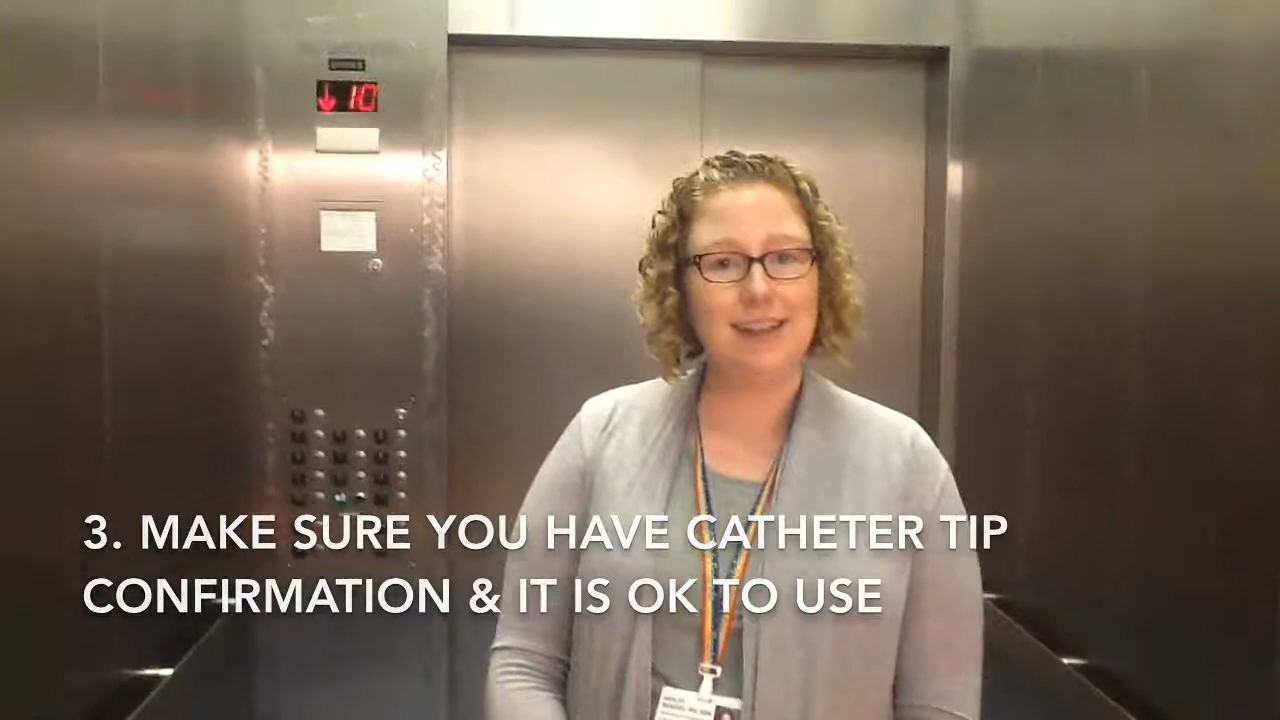 10
3. MAKE SURE YOU HAVE CATHETER TIP
CONFIRMATION & IT IS OK TO USE